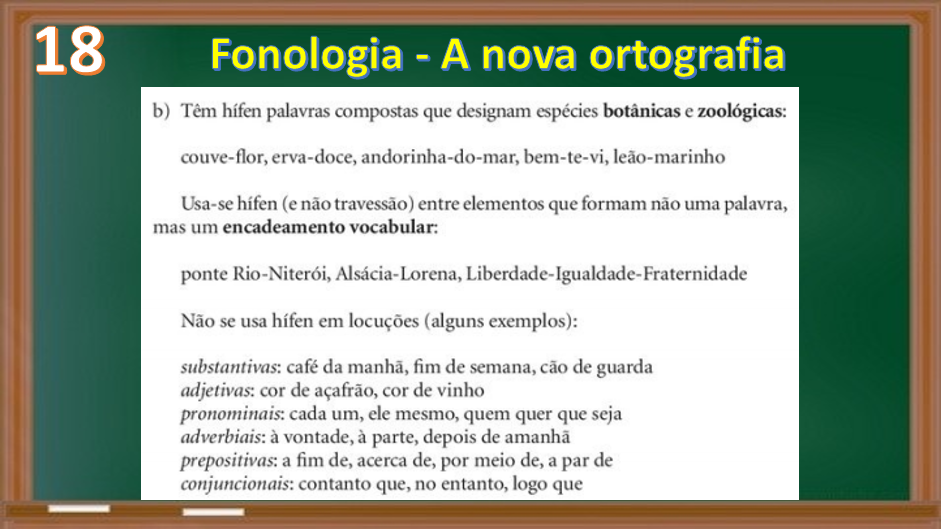 18
Fonologia - A nova ortografia
b) Têm hífen palavras compostas que designam espécies botânicas e zoológicas:
couve-flor, erva-doce, andorinha-do-mar, bem-te-vi, leão-marinho
Usa-se hífen (e não travessão) entre elementos que formam não uma palavra,
mas um encadeamento vocabular:
ponte Rio-Niterói, Alsácia-Lorena, Liberdade-Igualdade-Fraternidade
Não se usa hífen em locuções (alguns exemplos):
substantivas: café da manhã, fim de semana, cão de guarda
adjetivas: cor de açafrão, cor de vinho
pronominais: cada um, ele mesmo, quem quer que seja
adverbiais: à vontade, à parte, depois de amanhã
prepositivas: a fim de, acerca de, por meio de, a par de
conjuncionais: contanto que, no entanto, logo que